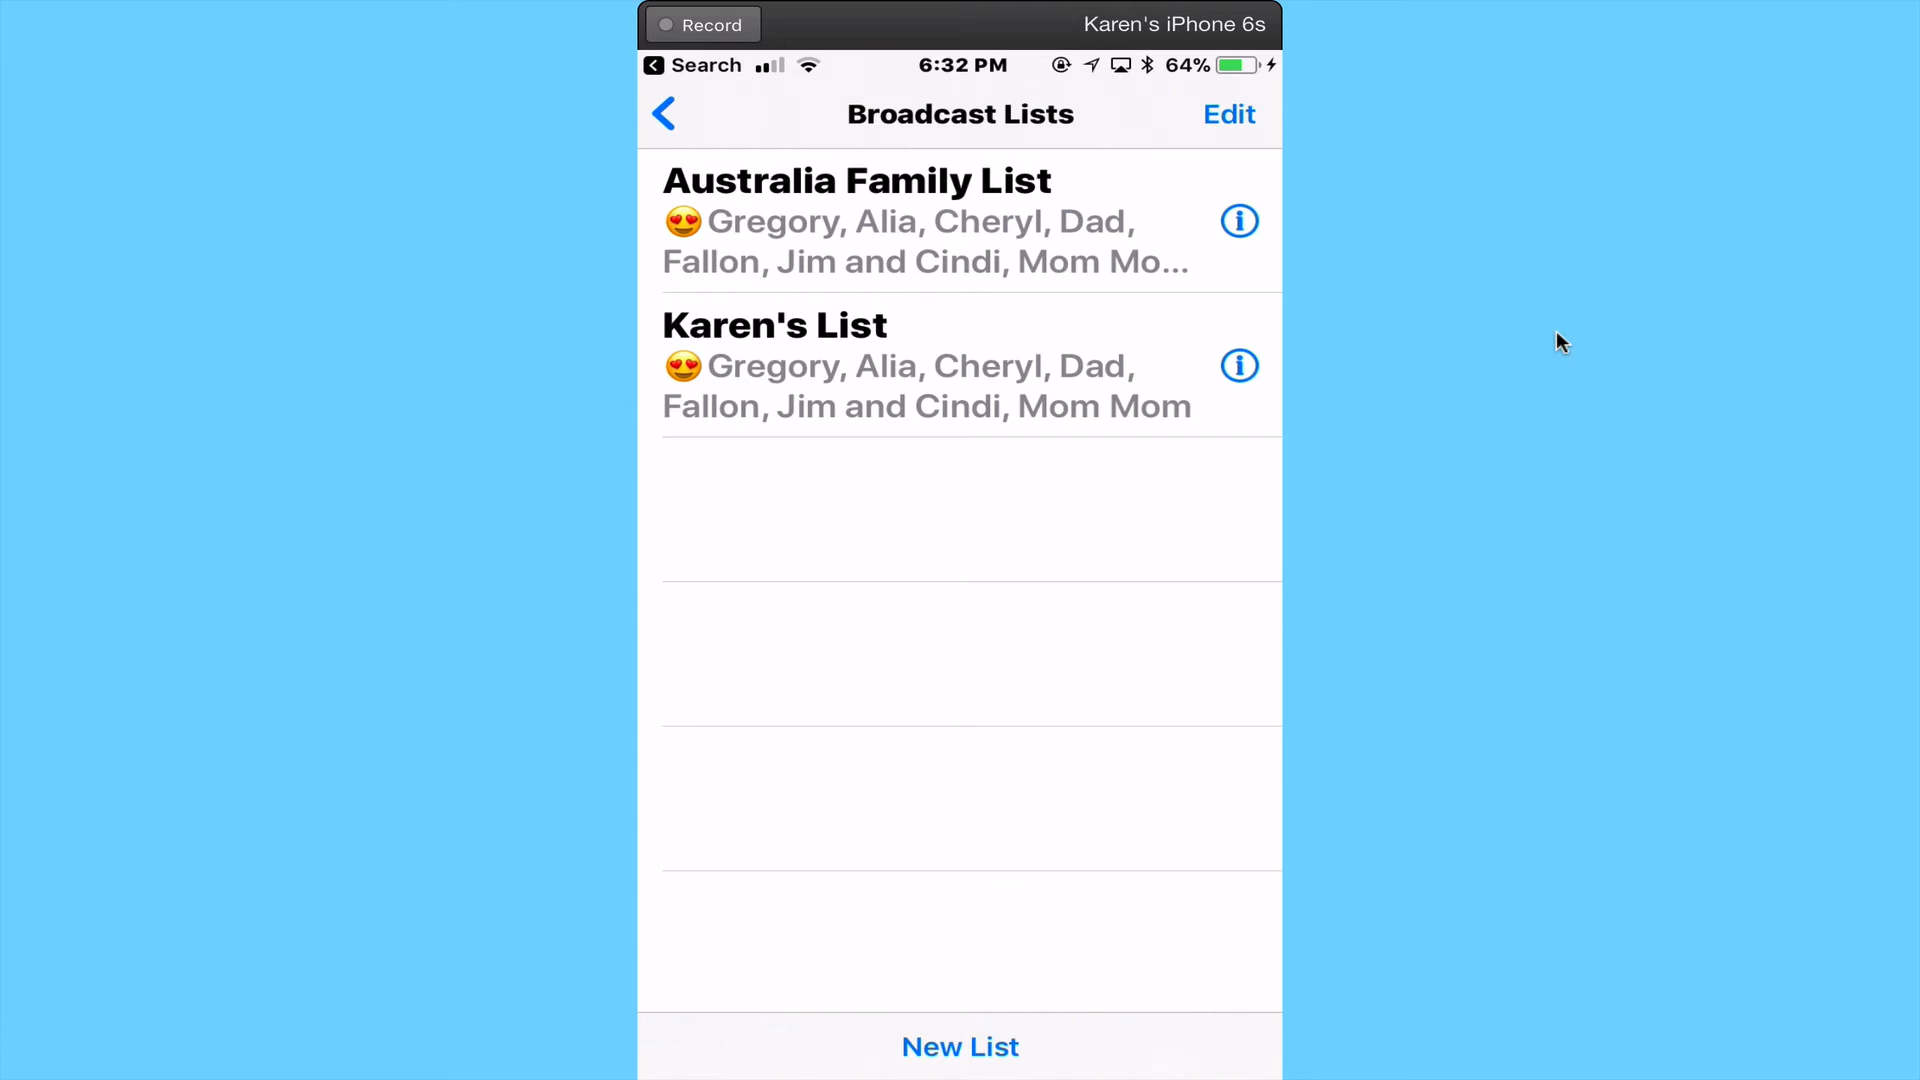 Record
Karen's iPhone 6s
Search
6:32 PM
64%
Broadcast Lists
Edit
Australia Family List
😍 Gregory, Alia, Cheryl, Dad,
Fallon, Jim and Cindi, Mom Mo...
Karen's List
😍 Gregory, Alia, Cheryl, Dad,
Fallon, Jim and Cindi, Mom Mom
New List